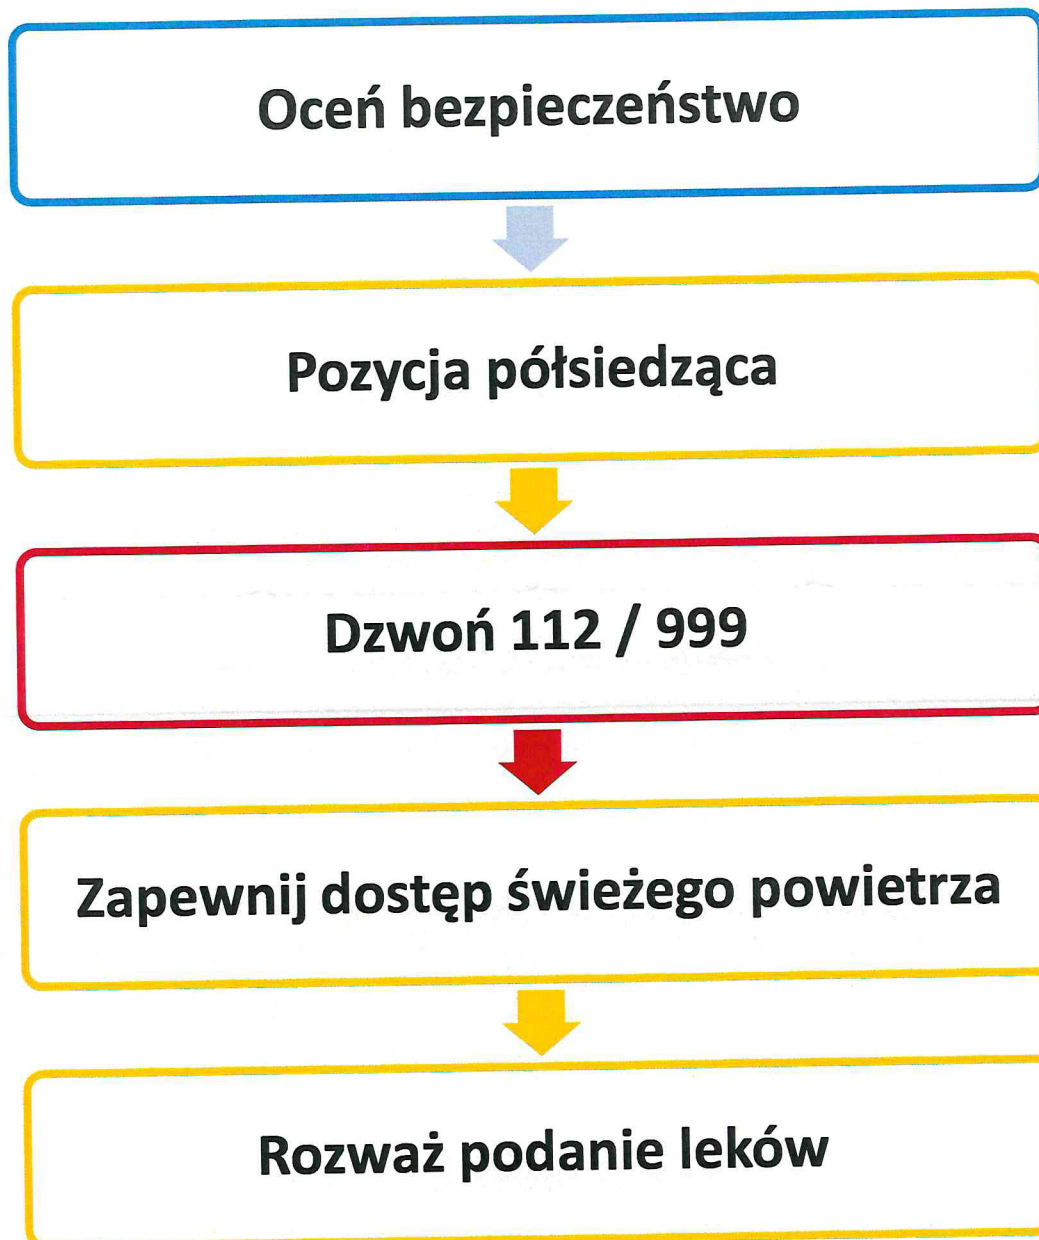 Oceń bezpieczeństwo
Pozycja półsiedząca
Dzwoń 112 / 999
Zapewnij dostęp świeżego powietrza
Rozważ podanie leków